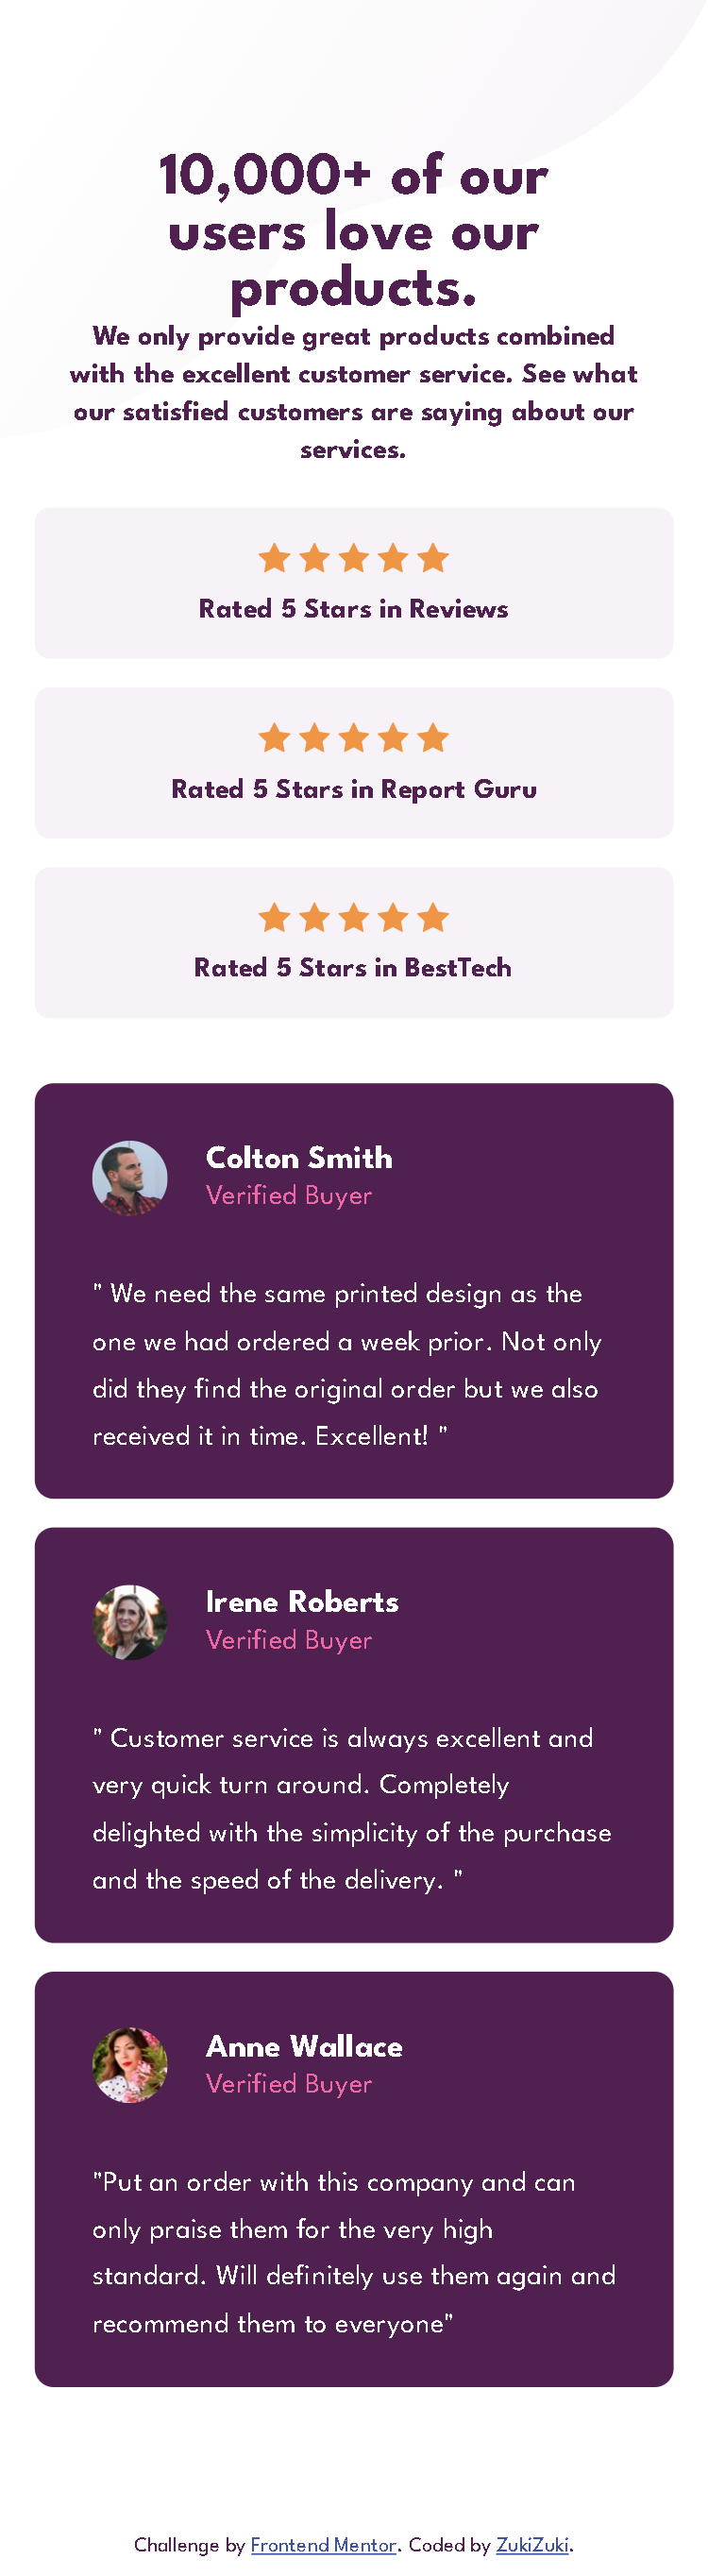 10,000+ of our
users love our
products.
We only provide great products combined
with the excellent customer service. See what
our satisfied customers are saying about our
services.
Rated 5 Stars in Reviews
Rated 5 Stars in Report Guru
Rated 5 Stars in BestTech
Colton Smith
Verified Buyer
" We need the same printed design as the
one we had ordered a week prior. Not only
did they find the original order but we also
received it in time. Excellent! "
Irene Roberts
Verified Buyer
" Customer service is always excellent and
very quick turn around. Completely
delighted with the simplicity of the purchase
and the speed of the delivery. "
Anne Wallace
Verified Buyer
"Put an order with this company and can
only praise them for the very high
standard. Will definitely use them again and
recommend them to everyone"
Challenge by Frontend Mentor. Coded by ZukiZuki.